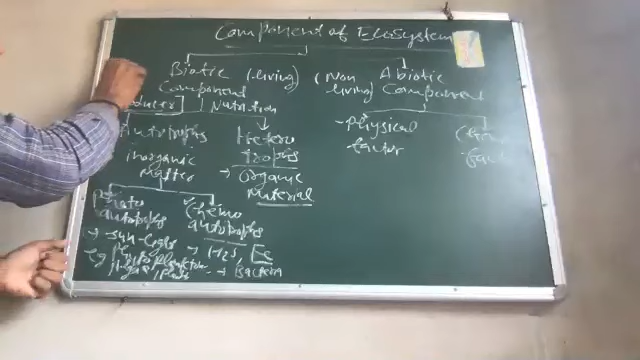 Component of EcoSystem
Biotic (living)
Component
(Non living) Abiotic
Component
Nutrition
Autotrophs
inorganic
matter
Hetero
trophs
→ organic
Material
Physical
factor
Photo
autotrophs
Chemo
autotrophs
→ Sun-light
→ H2S, Fe
→ Bacteria